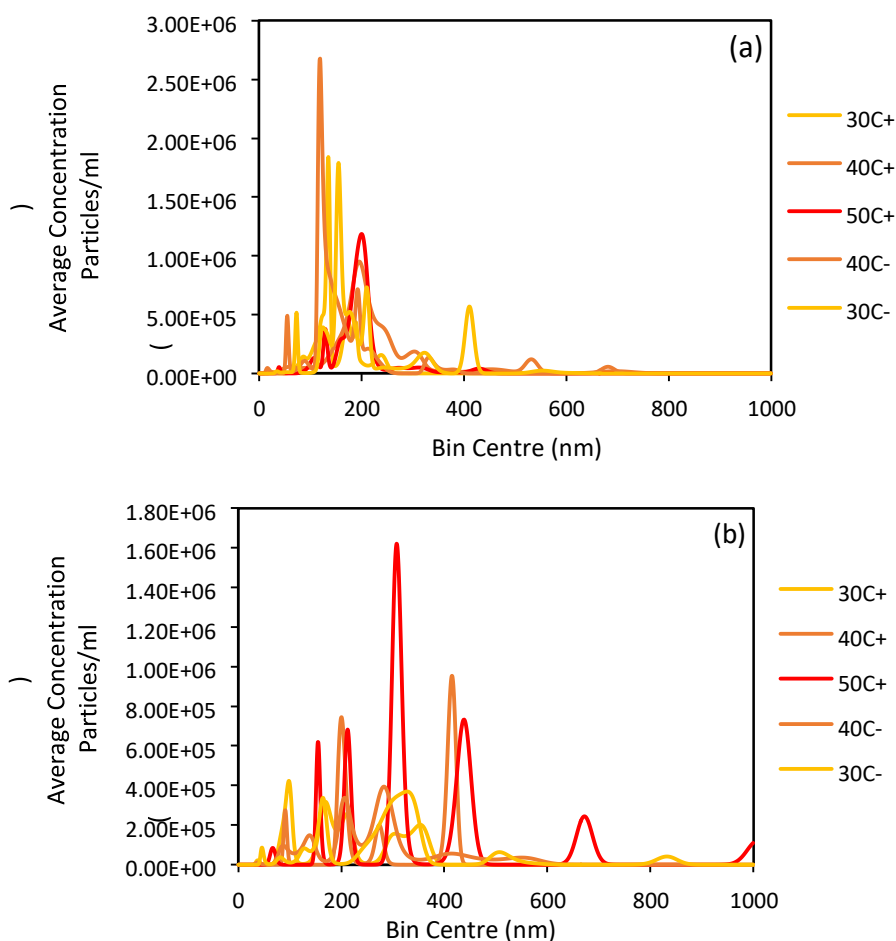 (a)
3.00E+06
2.50E+06
2.00E+06
1.50E+06
1.00E+06
5.00E+05
0.00E+00
Average Concentration
Particles/ml
(
)
0 200 400 600 800 1000
Bin Centre (nm)
30C+
40C+
50C+
40C-
30C-
(b)
1.80E+06
1.60E+06
1.40E+06
1.20E+06
1.00E+06
8.00E+05
6.00E+05
4.00E+05
2.00E+05
0.00E+00
Average Concentration
Particles/ml
(
)
0 200 400 600 800 1000
Bin Centre (nm)
30C+
40C+
50C+
40C-
30C-